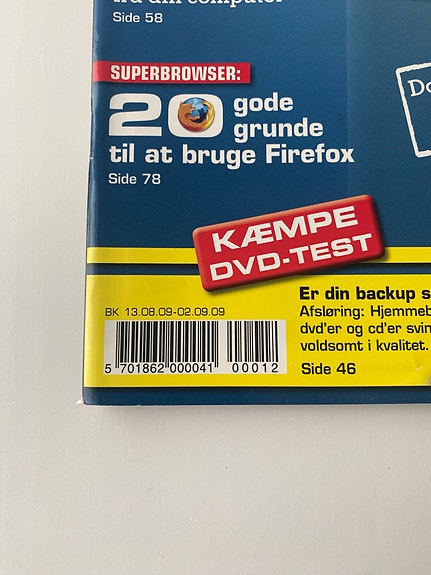 Side 58
SUPERBROWSER:
20 gode
grunde
til at bruge Firefox
Side 78
KÆMPE
DVD-TEST
BK 13.08.09-02.09.09
Er din backup s
Afsløring: Hjemmeb
dvd'er og cd'er svin
voldsomt i kvalitet.
Side 46
5 701862 000041 00012